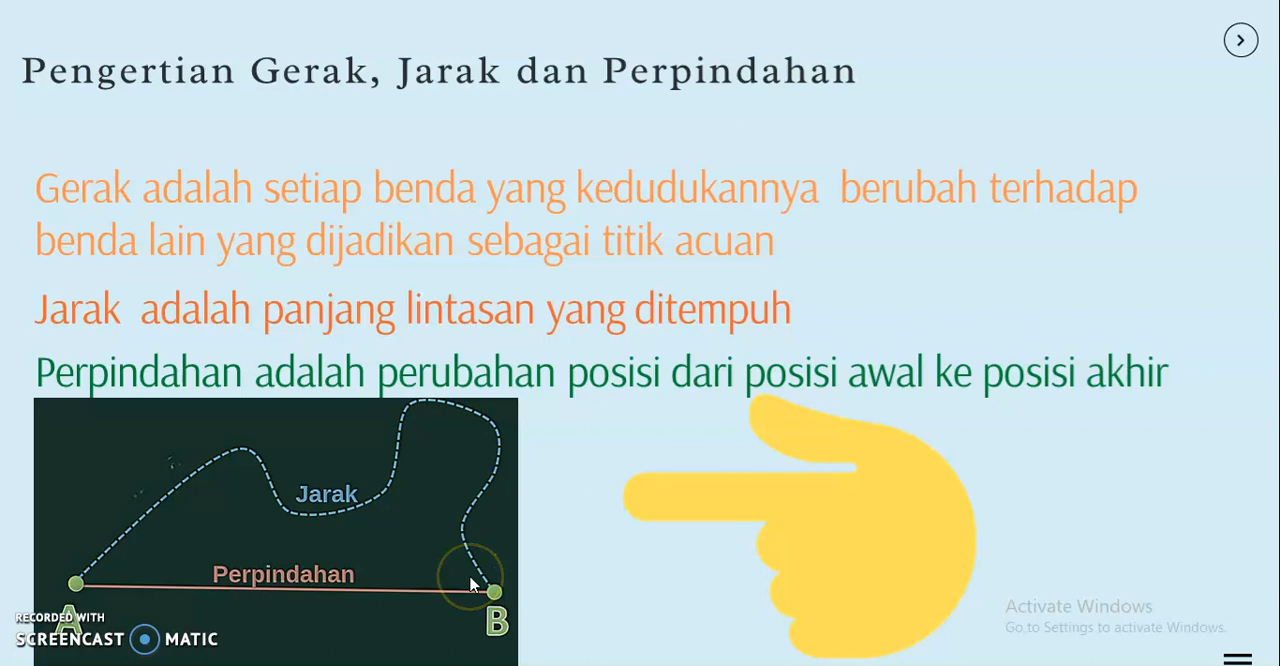 Pengertian Gerak, Jarak dan Perpindahan
Gerak adalah setiap benda yang kedudukannya berubah terhadap
benda lain yang dijadikan sebagai titik acuan
Jarak adalah panjang lintasan yang ditempuh
Perpindahan adalah perubahan posisi dari posisi awal ke posisi akhir
Jarak
Perpindahan
A
B
RECORDED WITH
SCREENCAST MATIC
Activate Windows
Go to Settings to activate Windows.